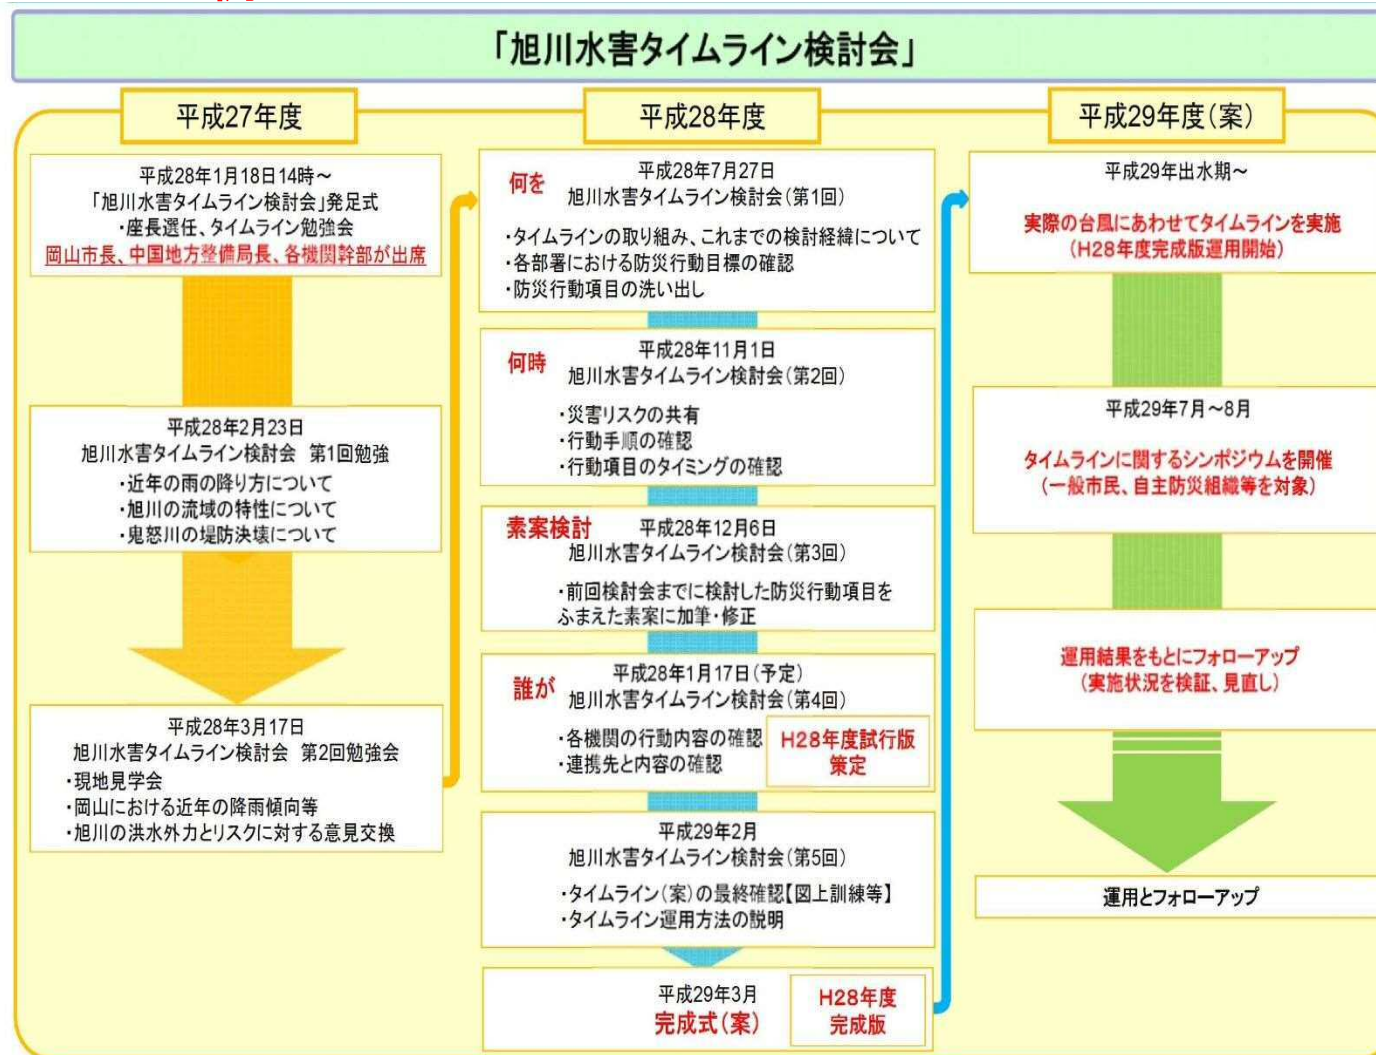 「旭川水害タイムライン検討会」
平成27年度
平成28年1月18日14時～
「旭川水害タイムライン検討会」発足式
・座長選任、タイムライン勉強会
岡山市長、中国地方整備局長、各機関幹部が出席
平成28年2月23日
旭川水害タイムライン検討会 第1回勉強
・近年の雨の降り方について
・旭川の流域の特性について
・鬼怒川の堤防決壊について
平成28年3月17日
旭川水害タイムライン検討会 第2回勉強会
・現地見学会
・岡山における近年の降雨傾向等
・旭川の洪水外力とリスクに対する意見交換
平成28年度
何を
平成28年7月27日
旭川水害タイムライン検討会(第1回)
・タイムラインの取り組み、これまでの検討経緯について
・各部署における防災行動目標の確認
・防災行動項目の洗い出し
何時
平成28年11月1日
旭川水害タイムライン検討会(第2回)
・災害リスクの共有
・行動手順の確認
・行動項目のタイミングの確認
素案検討
平成28年12月6日
旭川水害タイムライン検討会(第3回)
・前回検討会までに検討した防災行動項目を
ふまえた素案に加筆・修正
誰が
平成28年1月17日(予定)
旭川水害タイムライン検討会(第4回)
・各機関の行動内容の確認
・連携先と内容の確認
H28年度試行版
策定
平成29年2月
旭川水害タイムライン検討会(第5回)
・タイムライン(案)の最終確認【図上訓練等】
・タイムライン運用方法の説明
平成29年3月
完成式(案)
H28年度
完成版
平成29年度(案)
平成29年出水期～
実際の台風にあわせてタイムラインを実施
(H28年度完成版運用開始)
平成29年7月～8月
タイムラインに関するシンポジウムを開催
(一般市民、自主防災組織等を対象)
運用結果をもとにフォローアップ
(実施状況を検証、見直し)
運用とフォローアップ